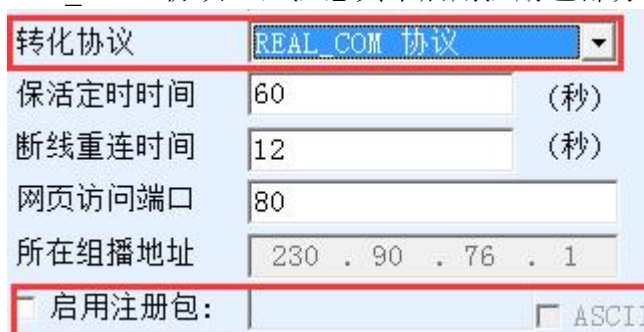 转化协议 REAL_COM 协议
保活定时时间 60 (秒)
断线重连时间 12 (秒)
网页访问端口 80
所在组播地址 230 . 90 . 76 . 1
启用注册包: ASCII